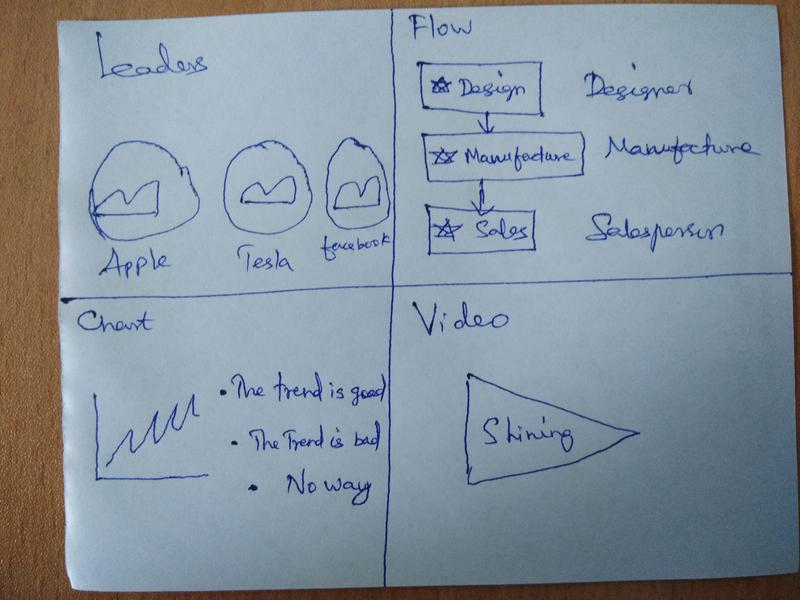 Leaders
Apple
Tesla
facebook
Flow
Design
Designer
Manufacture
Manufacture
Sales
Salesperson
Chart
• The trend is good
• The Trend is bad
• No way
Video
Shining